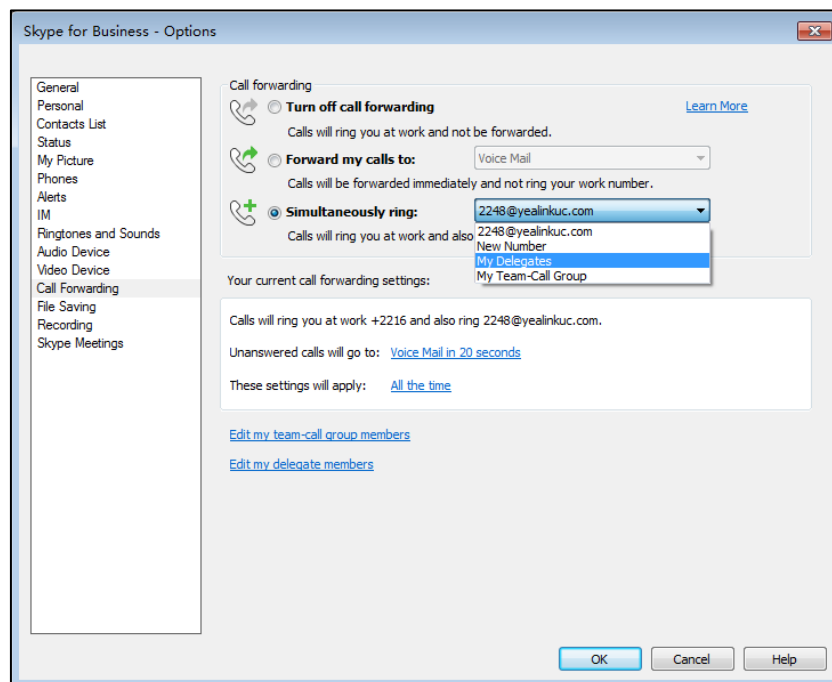 Skype for Business - Options
General
Personal
Contacts List
Status
My Picture
Phones
Alerts
IM
Ringtones and Sounds
Audio Device
Video Device
Call Forwarding
File Saving
Recording
Skype Meetings
Call forwarding
Turn off call forwarding
Learn More
Calls will ring you at work and not be forwarded.
Forward my calls to:
Voice Mail
Calls will be forwarded immediately and not ring your work number.
Simultaneously ring:
2248@yealinkuc.com
Calls will ring you at work and also
2248@yealinkuc.com
New Number
My Delegates
My Team-Call Group
Your current call forwarding settings:
Calls will ring you at work +2216 and also ring 2248@yealinkuc.com.
Unanswered calls will go to: Voice Mail in 20 seconds
These settings will apply: All the time
Edit my team-call group members
Edit my delegate members
OK
Cancel
Help